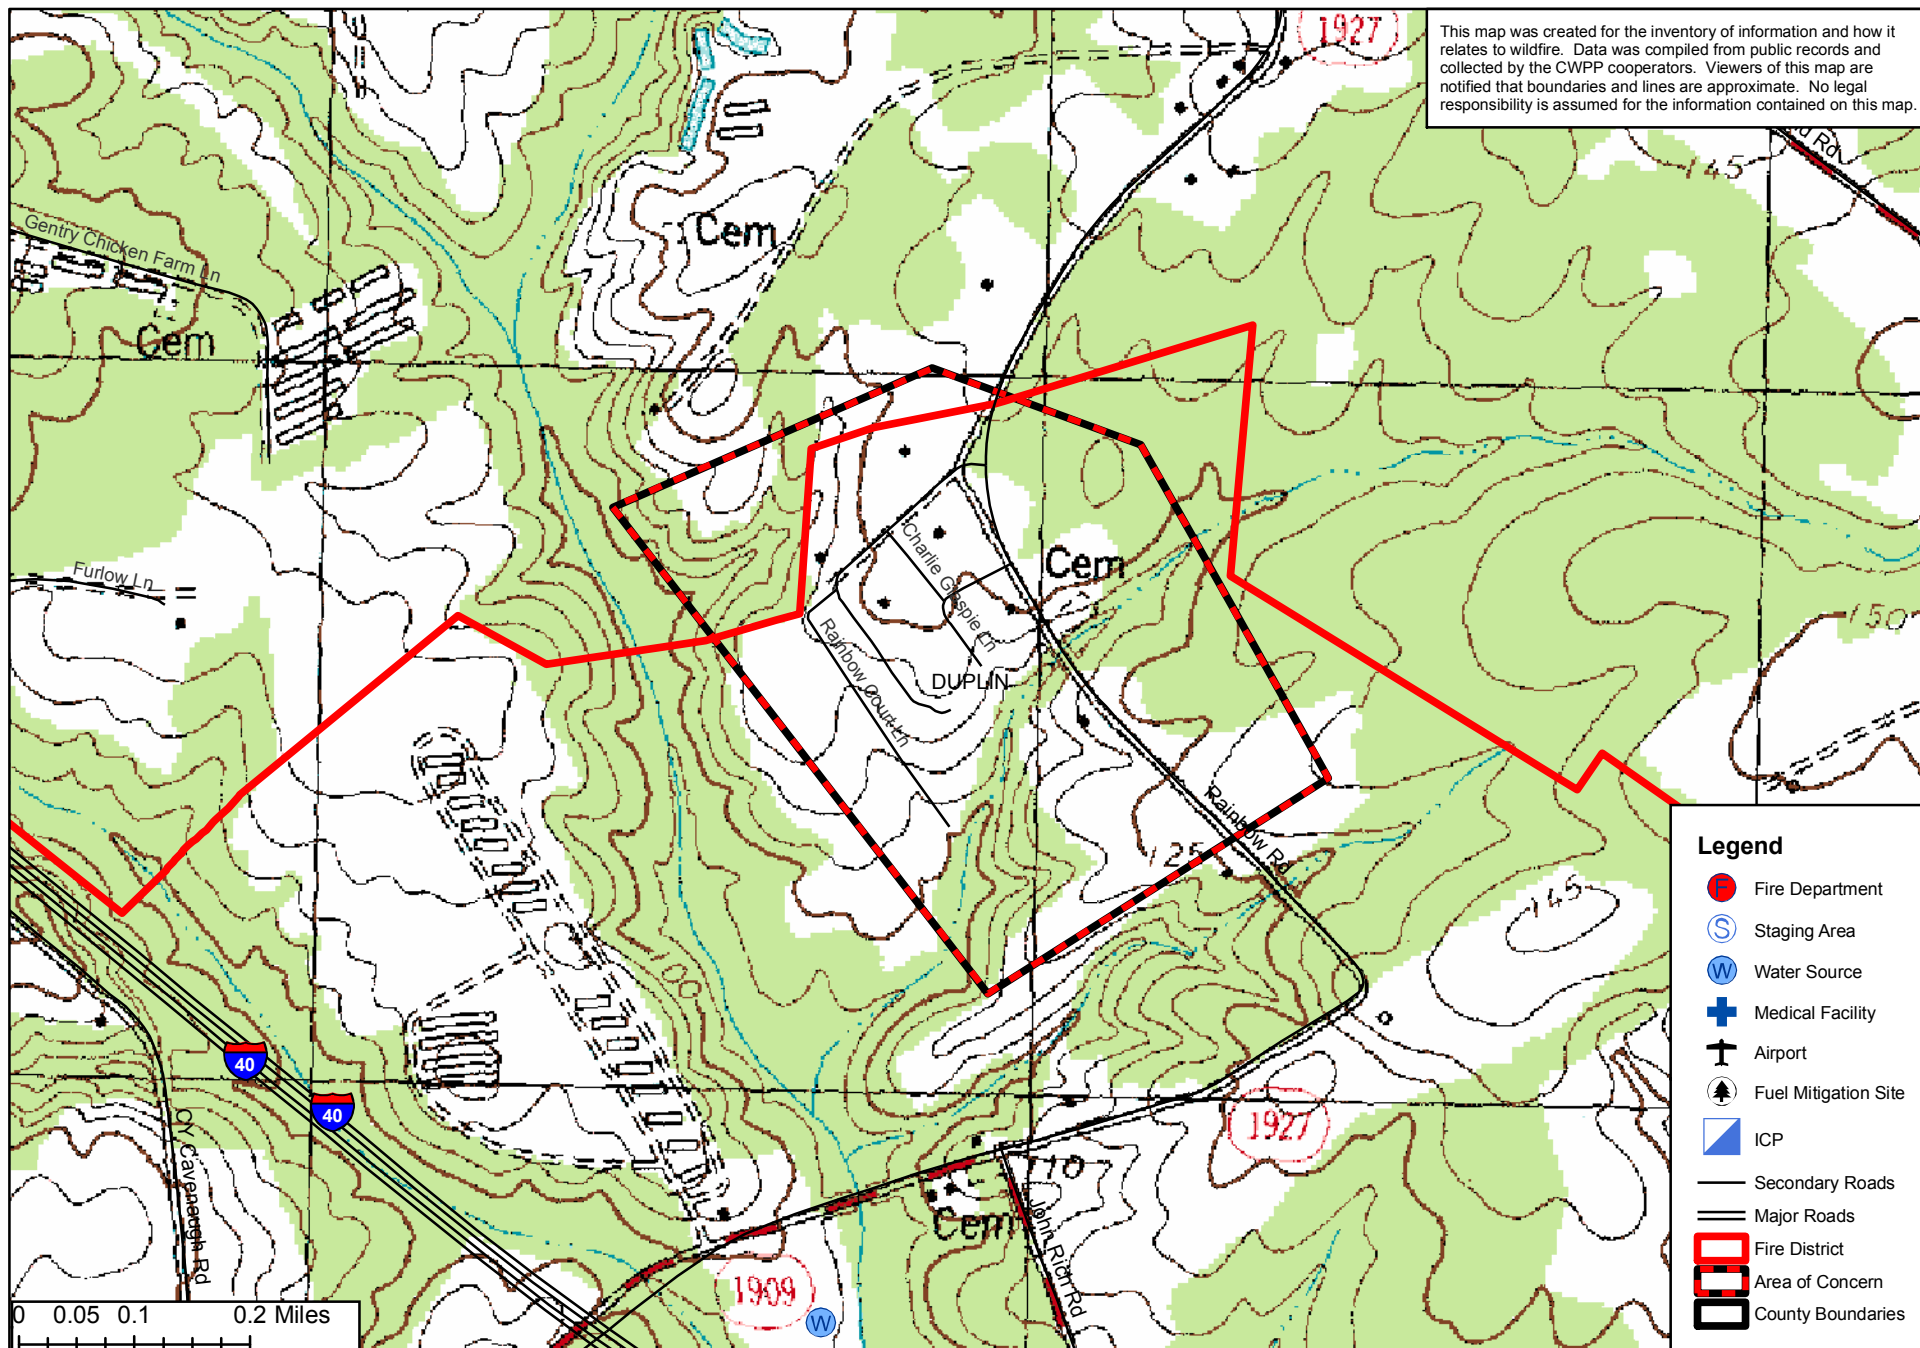 This map was created for the inventory of information and how it
relates to wildfire. Data was compiled from public records and
collected by the CWPP cooperators. Viewers of this map are
notified that boundaries and lines are approximate. No legal
responsibility is assumed for the information contained on this map.
1927
Rd
145
Cem
Gentry Chicken Farm Ln
Cem
Furlow Ln
Charlie Glaspie Ln
Cem
Rainbow Court Ln
DUPLIN
150
Rainbow Rd
125
100
145
40
40
CY Cavenaugh Rd
1927
110
Cem
John Rich Rd
1909
W
0 0.05 0.1 0.2 Miles
Legend
F Fire Department
S Staging Area
W Water Source
Medical Facility
Airport
Fuel Mitigation Site
ICP
Secondary Roads
Major Roads
Fire District
Area of Concern
County Boundaries